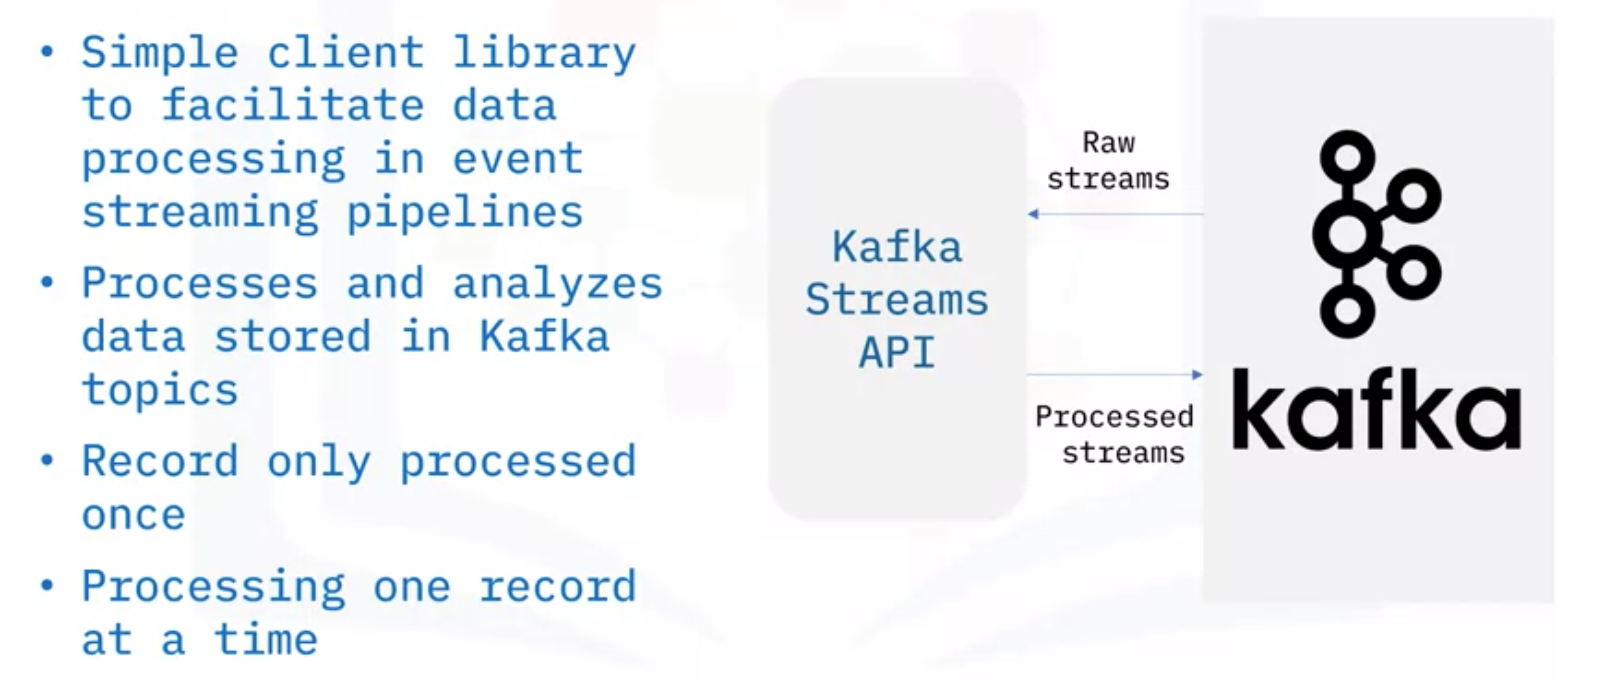 • Simple client library
to facilitate data
processing in event
streaming pipelines
• Processes and analyzes
data stored in Kafka
topics
• Record only processed
once
• Processing one record
at a time
Kafka
Streams
API
Raw
streams
Processed
streams
kafka